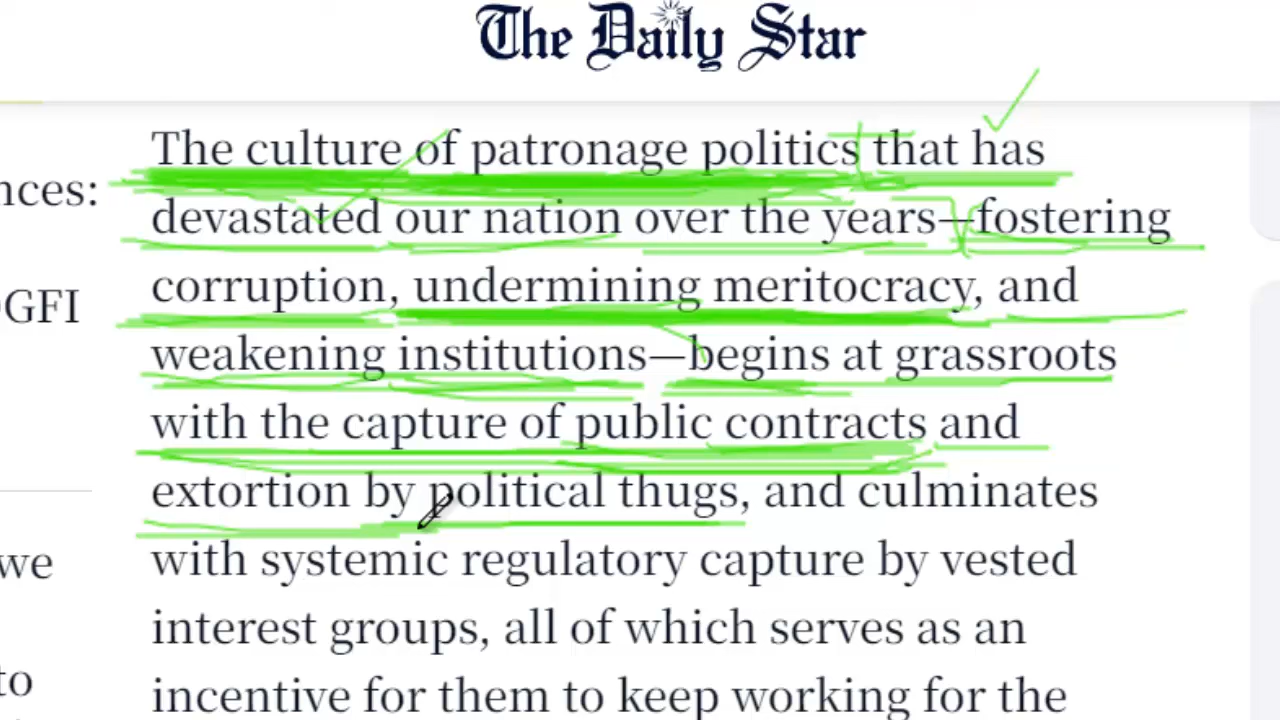 The Daily Star
The culture of patronage politics that has
nces:
devastated our nation over the years—fostering
corruption, undermining meritocracy, and
GFI
weakening institutions—begins at grassroots
with the capture of public contracts and
extortion by political thugs, and culminates
with systemic regulatory capture by vested
we
interest groups, all of which serves as an
incentive for them to keep working for the
to